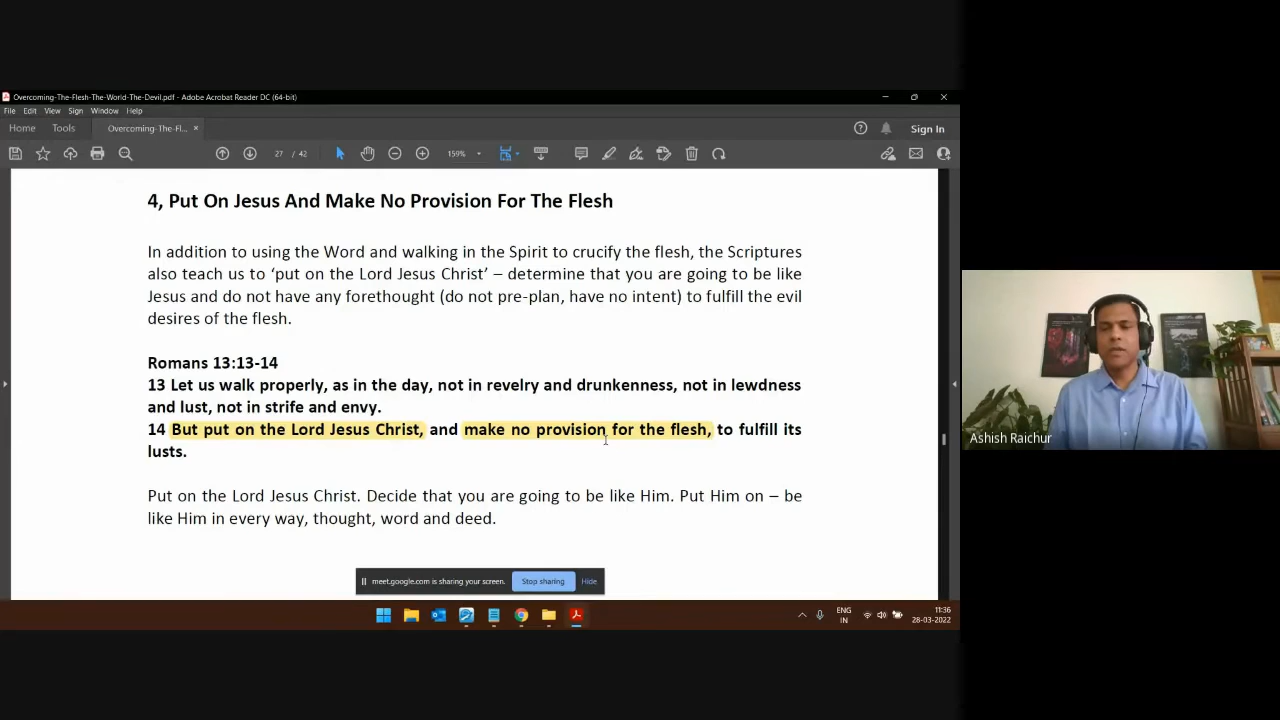 Overcoming-The-Flesh-The-World-The-Devil.pdf - Adobe Acrobat Reader DC (64-bit)
File Edit View Sign Window Help
Home Tools Overcoming-The-Fl... × Sign In
27 / 42 159%
4, Put On Jesus And Make No Provision For The Flesh
In addition to using the Word and walking in the Spirit to crucify the flesh, the Scriptures
also teach us to ‘put on the Lord Jesus Christ’ – determine that you are going to be like
Jesus and do not have any forethought (do not pre-plan, have no intent) to fulfill the evil
desires of the flesh.
Romans 13:13-14
13 Let us walk properly, as in the day, not in revelry and drunkenness, not in lewdness
and lust, not in strife and envy.
14 But put on the Lord Jesus Christ, and make no provision for the flesh, to fulfill its
lusts.
Put on the Lord Jesus Christ. Decide that you are going to be like Him. Put Him on – be
like Him in every way, thought, word and deed.
meet.google.com is sharing your screen. Stop sharing Hide
ENG
IN
11:36
28-03-2022
Ashish Raichur